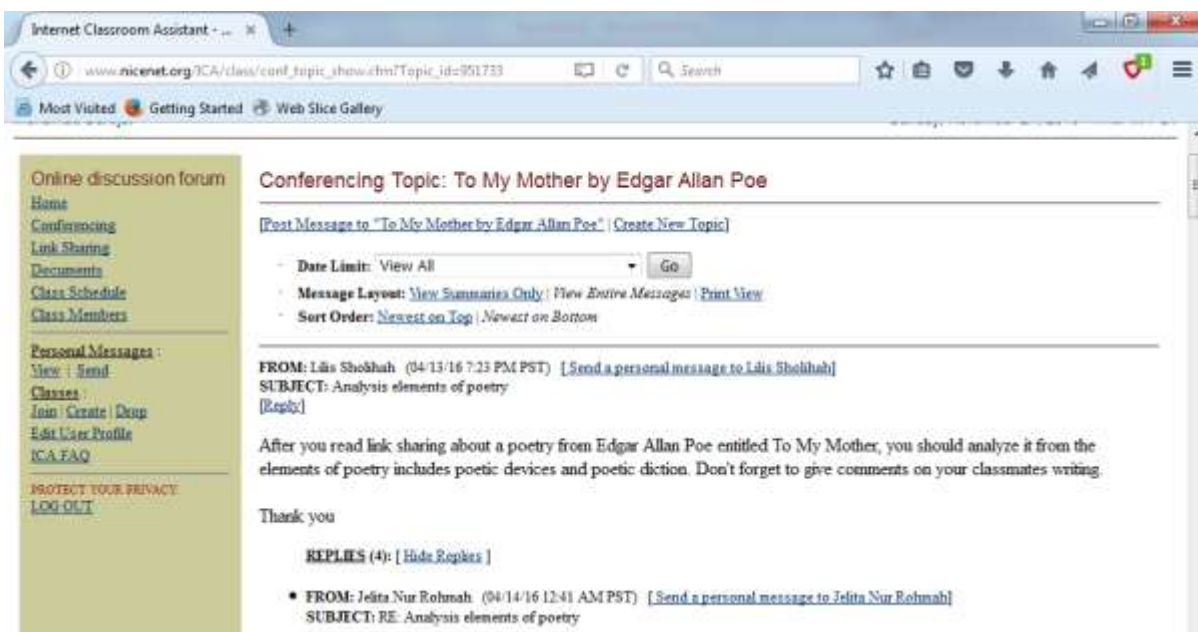 Internet Classroom Assistant - ...
www.nicenet.org/ICA/class/conf_topic_show.cfm?Topic_id=951733
Search
Most Visited Getting Started Web Slice Gallery
Online discussion forum
Home
Conferencing
Link Sharing
Documents
Class Schedule
Class Members
Personal Messages :
View | Send
Classes :
Join | Create | Drop
Edit User Profile
ICA FAQ
PROTECT YOUR PRIVACY
LOG OUT
Conferencing Topic: To My Mother by Edgar Allan Poe
[Post Message to "To My Mother by Edgar Allan Poe" | Create New Topic]
Date Limit: View All Go
Message Layout: View Summaries Only | View Entire Messages | Print View
Sort Order: Newest on Top | Newest on Bottom
FROM: Lilis Sholihah (04/13/16 7:23 PM PST) [ Send a personal message to Lilis Sholihah]
SUBJECT: Analysis elements of poetry
[Reply]
After you read link sharing about a poetry from Edgar Allan Poe entitled To My Mother, you should analyze it from the
elements of poetry includes poetic devices and poetic diction. Don't forget to give comments on your classmates writing.
Thank you
REPLIES (4): [ Hide Replies ]
FROM: Jelita Nur Rohmah (04/14/16 12:41 AM PST) [ Send a personal message to Jelita Nur Rohmah]
SUBJECT: RE: Analysis elements of poetry